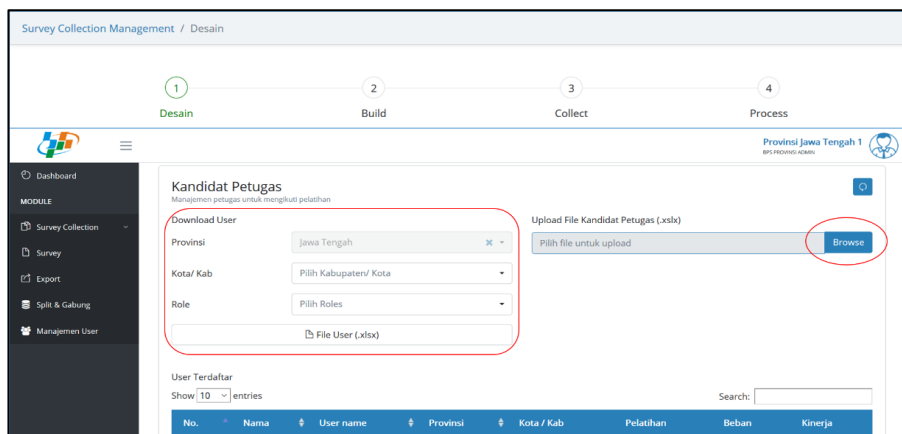 Survey Collection Management / Desain
1 2 3 4
Desain Build Collect Process
Provinsi Jawa Tengah 1
BPS PROVINSI ADMIN
Dashboard
MODULE
Survey Collection
Survey
Export
Split & Gabung
Manajemen User
Kandidat Petugas
Manajemen petugas untuk mengikuti pelatihan
Download User
Provinsi Jawa Tengah
Kota/ Kab Pilih Kabupaten/ Kota
Role Pilih Roles
File User (.xlsx)
Upload File Kandidat Petugas (.xslx)
Pilih file untuk upload Browse
User Terdaftar
Show 10 entries Search:
No. Nama User name Provinsi Kota / Kab Pelatihan Beban Kinerja